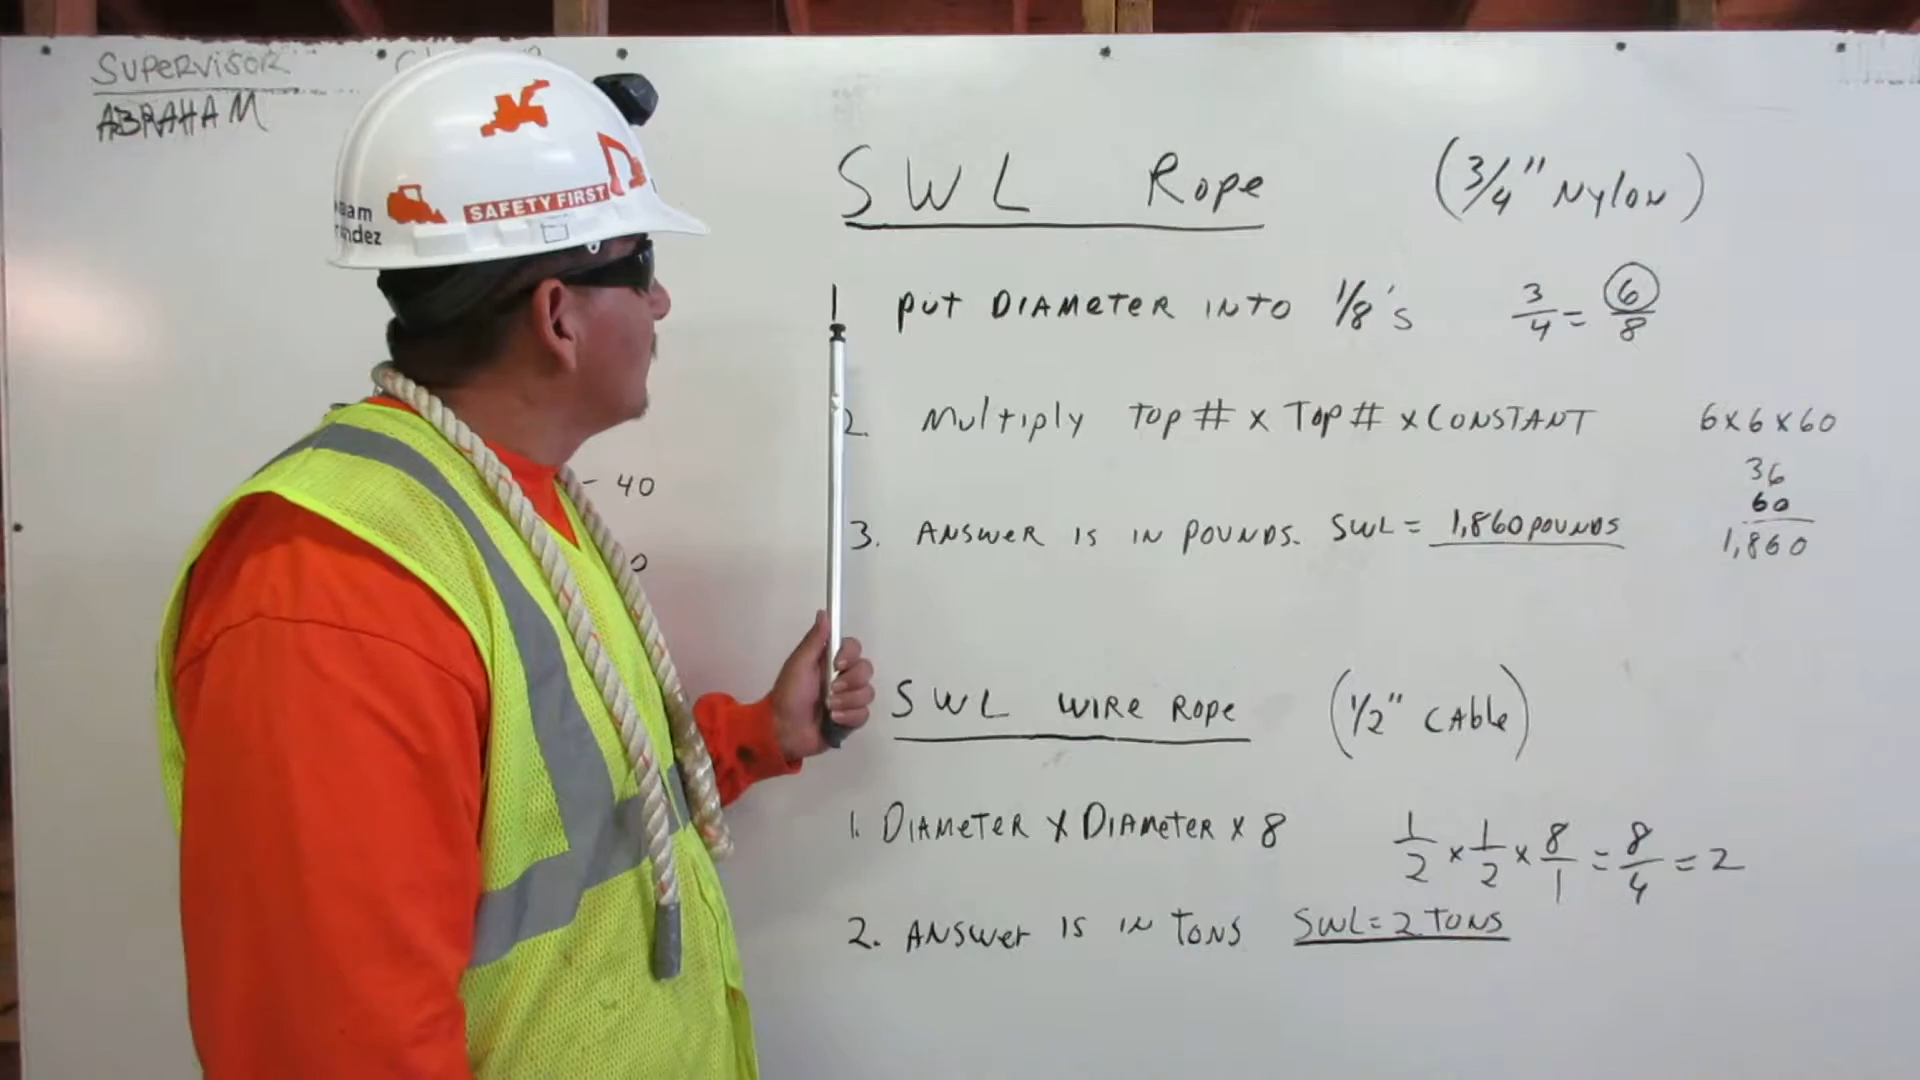 Supervisor
ABRAHAM
SAFETY FIRST
SWL Rope (3/4" Nylon)
1 PUT DIAMETER INTO 1/8's 3/4 = 6/8
2. Multiply Top # x Top # x CONSTANT 6x6x60
36
60
3. ANSWER IS IN POUNDS. SWL = 1,860 POUNDS 1,860
- 40
0
SWL WIRE ROPE (1/2" CAble)
1. DIAMETER x DIAMETER x 8 1/2 x 1/2 x 8/1 = 8/4 = 2
2. ANSWER IS IN TONS SWL = 2 TONS